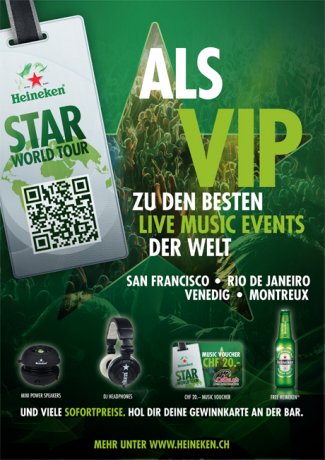 Heineken
STAR
WORLD TOUR
ALS
VIP
ZU DEN BESTEN
LIVE MUSIC EVENTS
DER WELT
SAN FRANCISCO • RIO DE JANEIRO
VENEDIG • MONTREUX
MUSIC VOUCHER
CHF 20.-
STAR
MINI POWER SPEAKERS
DJ HEADPHONES
CHF 20.- MUSIC VOUCHER
FREE HEINEKEN*
UND VIELE SOFORTPREISE. HOL DIR DEINE GEWINNKARTE AN DER BAR.
MEHR UNTER WWW.HEINEKEN.CH